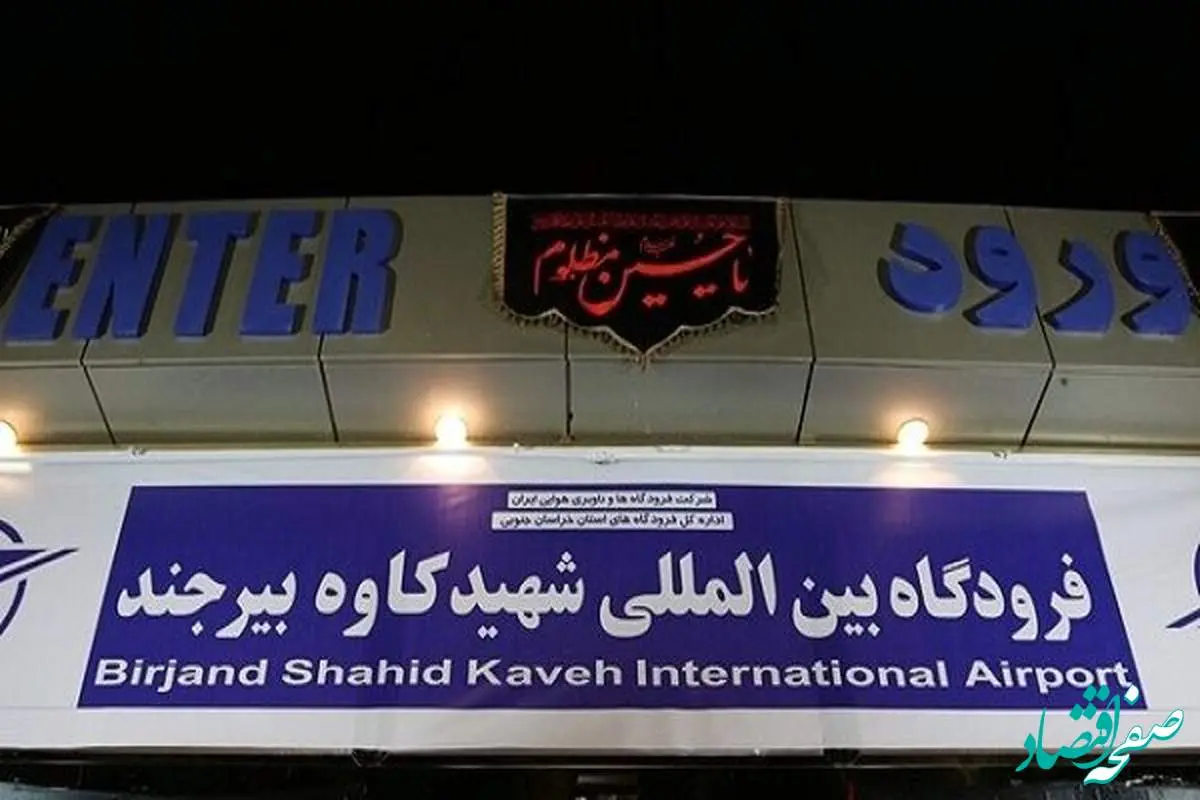 ENTER
یا حسین مظلوم
ورود
شرکت فرودگاه ها و ناوبری هوایی ایران
اداره کل فرودگاه های استان خراسان جنوبی
فرودگاه بین المللی شهید کاوه بیرجند
Birjand Shahid Kaveh International Airport
صفحه اقتصاد